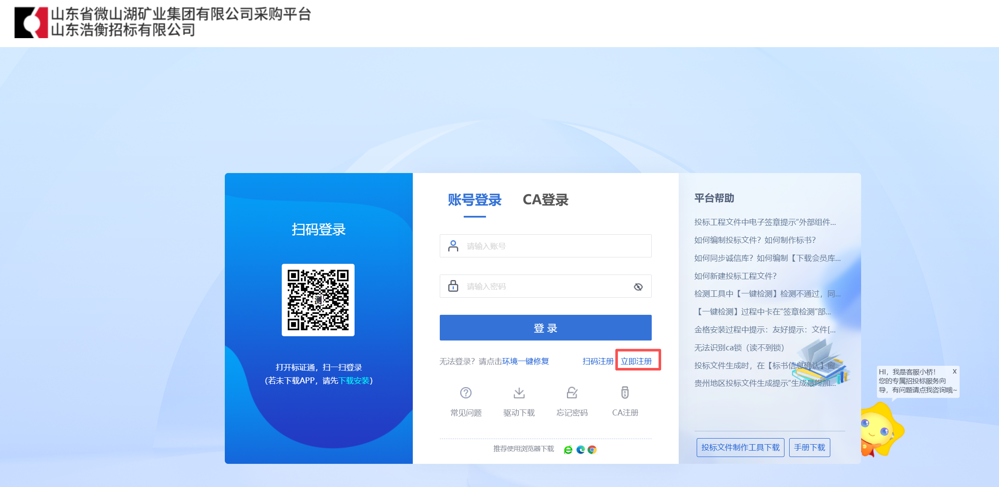 山东省微山湖矿业集团有限公司采购平台
山东浩衡招标有限公司
扫码登录
测
打开标证通，扫一扫登录
（若未下载APP，请先下载安装）
账号登录
CA登录
请输入账号
请输入密码
登 录
无法登录？请点击环境一键修复
扫码注册
立即注册
常见问题
驱动下载
忘记密码
CA注册
推荐使用浏览器下载
平台帮助
投标工程文件中电子签章提示“外部组件...
如何编制投标文件？如何制作标书？
如何同步诚信库？如何编制【下载会员库...
如何新建投标工程文件？
检测工具中【一键检测】检测不通过，同...
【一键检测】过程中卡在“签章检测”部...
金格安装过程中提示：友好提示：文件[...
无法识别ca锁（读不到锁）
投标文件生成时，在【标书信息确认】窗...
贵州地区投标文件生成提示“生成最终加...
投标文件制作工具下载
手册下载
HI，我是客服小桥！
x
您的专属招投标服务向
导，有问题请点我咨询哦~